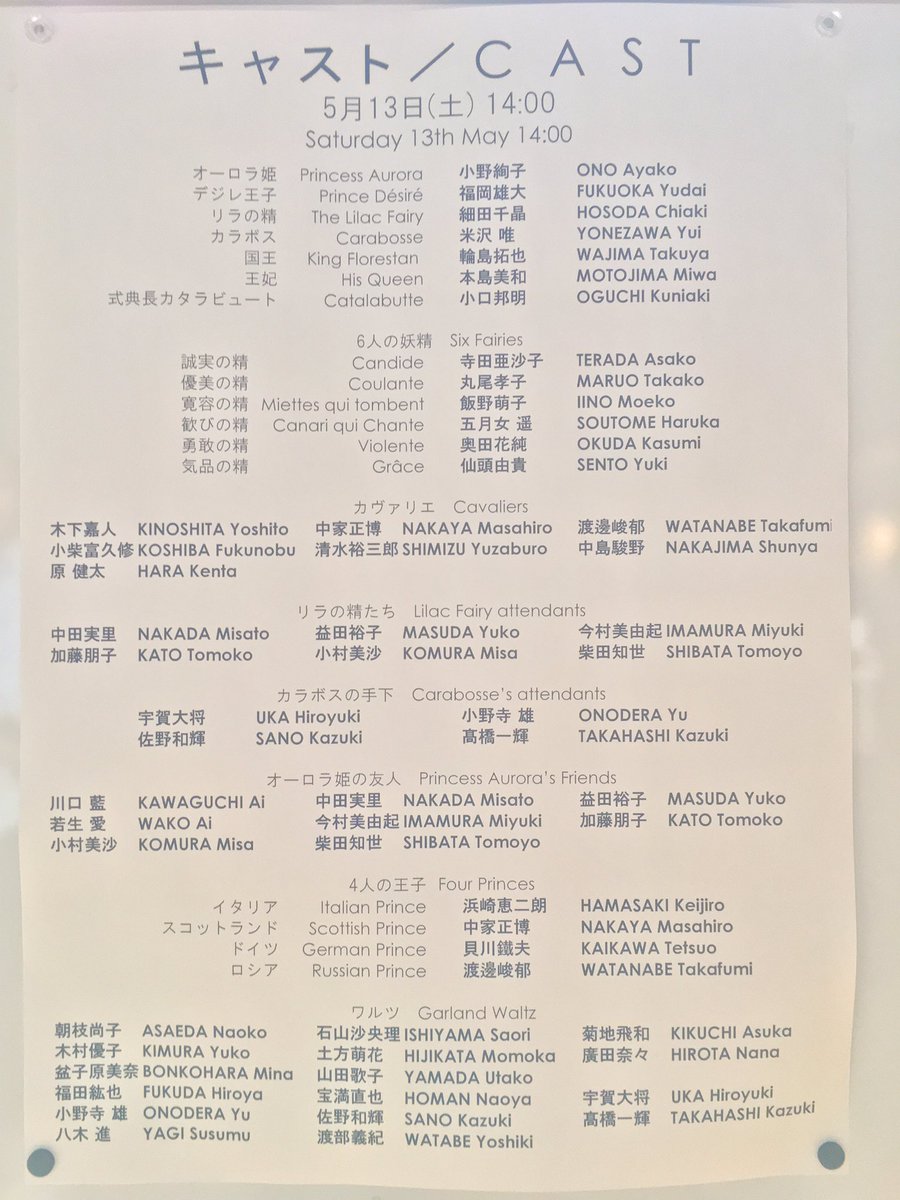 キャスト／ＣＡＳＴ
5月13日(土) 14:00
Saturday 13th May 14:00
オーロラ姫 Princess Aurora 小野絢子 ONO Ayako
デジレ王子 Prince Désiré 福岡雄大 FUKUOKA Yudai
リラの精 The Lilac Fairy 細田千晶 HOSODA Chiaki
カラボス Carabosse 米沢 唯 YONEZAWA Yui
国王 King Florestan 輪島拓也 WAJIMA Takuya
王妃 His Queen 本島美和 MOTOJIMA Miwa
式典長カタラビュート Catalabutte 小口邦明 OGUCHI Kuniaki
6人の妖精 Six Fairies
誠実の精 Candide 寺田亜沙子 TERADA Asako
優美の精 Coulante 丸尾孝子 MARUO Takako
寛容の精 Miettes qui tombent 飯野萌子 IINO Moeko
歓びの精 Canari qui Chante 五月女 遥 SOUTOME Haruka
勇敢の精 Violente 奥田花純 OKUDA Kasumi
気品の精 Grâce 仙頭由貴 SENTO Yuki
カヴァリエ Cavaliers
木下嘉人 KINOSHITA Yoshito 中家正博 NAKAYA Masahiro 渡邊峻郁 WATANABE Takafumi
小柴富久修 KOSHIBA Fukunobu 清水裕三郎 SHIMIZU Yuzaburo 中島駿野 NAKAJIMA Shunya
原 健太 HARA Kenta
リラの精たち Lilac Fairy attendants
中田実里 NAKADA Misato 益田裕子 MASUDA Yuko 今村美由起 IMAMURA Miyuki
加藤朋子 KATO Tomoko 小村美沙 KOMURA Misa 柴田知世 SHIBATA Tomoyo
カラボスの手下 Carabosse's attendants
宇賀大将 UKA Hiroyuki 小野寺 雄 ONODERA Yu
佐野和輝 SANO Kazuki 髙橋一輝 TAKAHASHI Kazuki
オーロラ姫の友人 Princess Aurora's Friends
川口 藍 KAWAGUCHI Ai 中田実里 NAKADA Misato 益田裕子 MASUDA Yuko
若生 愛 WAKO Ai 今村美由起 IMAMURA Miyuki 加藤朋子 KATO Tomoko
小村美沙 KOMURA Misa 柴田知世 SHIBATA Tomoyo
4人の王子 Four Princes
イタリア Italian Prince 浜崎恵二朗 HAMASAKI Keijiro
スコットランド Scottish Prince 中家正博 NAKAYA Masahiro
ドイツ German Prince 貝川鐵夫 KAIKAWA Tetsuo
ロシア Russian Prince 渡邊峻郁 WATANABE Takafumi
ワルツ Garland Waltz
朝枝尚子 ASAEDA Naoko 石山沙央理 ISHIYAMA Saori 菊地飛和 KIKUCHI Asuka
木村優子 KIMURA Yuko 土方萌花 HIJIKATA Momoka 廣田奈々 HIROTA Nana
盆子原美奈 BONKOHARA Mina 山田歌子 YAMADA Utako
福田紘也 FUKUDA Hiroya 宝満直也 HOMAN Naoya 宇賀大将 UKA Hiroyuki
小野寺 雄 ONODERA Yu 佐野和輝 SANO Kazuki 髙橋一輝 TAKAHASHI Kazuki
八木 進 YAGI Susumu 渡部義紀 WATABE Yoshiki